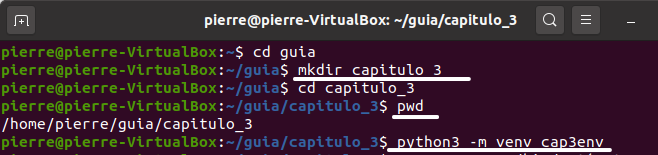 pierre@pierre-VirtualBox: ~/guia/capitulo_3
pierre@pierre-VirtualBox:~$ cd guia
pierre@pierre-VirtualBox:~/guia$ mkdir capitulo_3
pierre@pierre-VirtualBox:~/guia$ cd capitulo_3
pierre@pierre-VirtualBox:~/guia/capitulo_3$ pwd
/home/pierre/guia/capitulo_3
pierre@pierre-VirtualBox:~/guia/capitulo_3$ python3 -m venv cap3env